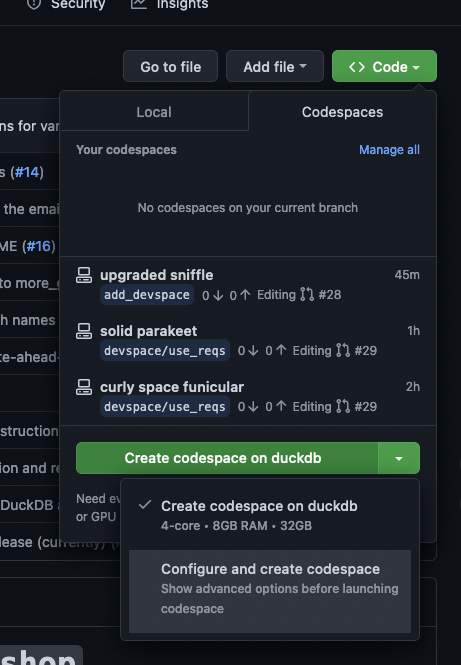 Security
Insights
Go to file
Add file
Code
Local
Codespaces
ns for var
Your codespaces
Manage all
s (#14)
No codespaces on your current branch
the emai
ME (#16)
upgraded sniffle
45m
to more_
add_devspace
0 0 Editing #28
h names
solid parakeet
1h
te-ahead-
devspace/use_reqs
0 0 Editing #29
curly space funicular
2h
devspace/use_reqs
0 0 Editing #29
struction
Create codespace on duckdb
ion and re
Need ev
DuckDB
or GPU
Create codespace on duckdb
4-core • 8GB RAM • 32GB
lease (currently)
Configure and create codespace
Show advanced options before launching
codespace
shop